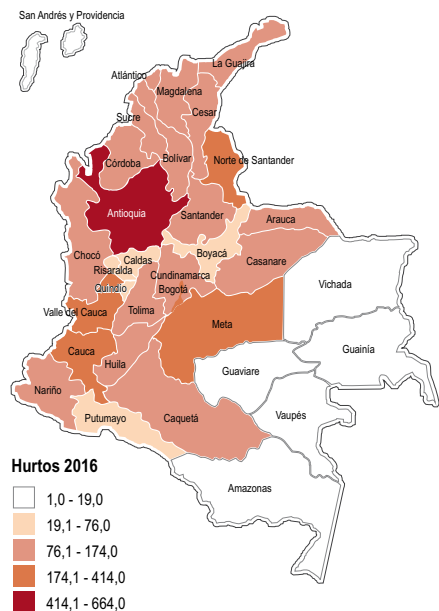 San Andrés y Providencia
La Guajira
Atlántico
Magdalena
Cesar
Sucre
Bolívar
Norte de Santander
Córdoba
Antioquia
Santander
Arauca
Boyacá
Chocó
Caldas
Risaralda
Cundinamarca
Casanare
Quindío
Bogotá
Vichada
Valle del Cauca
Tolima
Meta
Guainía
Cauca
Huila
Guaviare
Nariño
Vaupés
Putumayo
Caquetá
Amazonas
Hurtos 2016
1,0 - 19,0
19,1 - 76,0
76,1 - 174,0
174,1 - 414,0
414,1 - 664,0